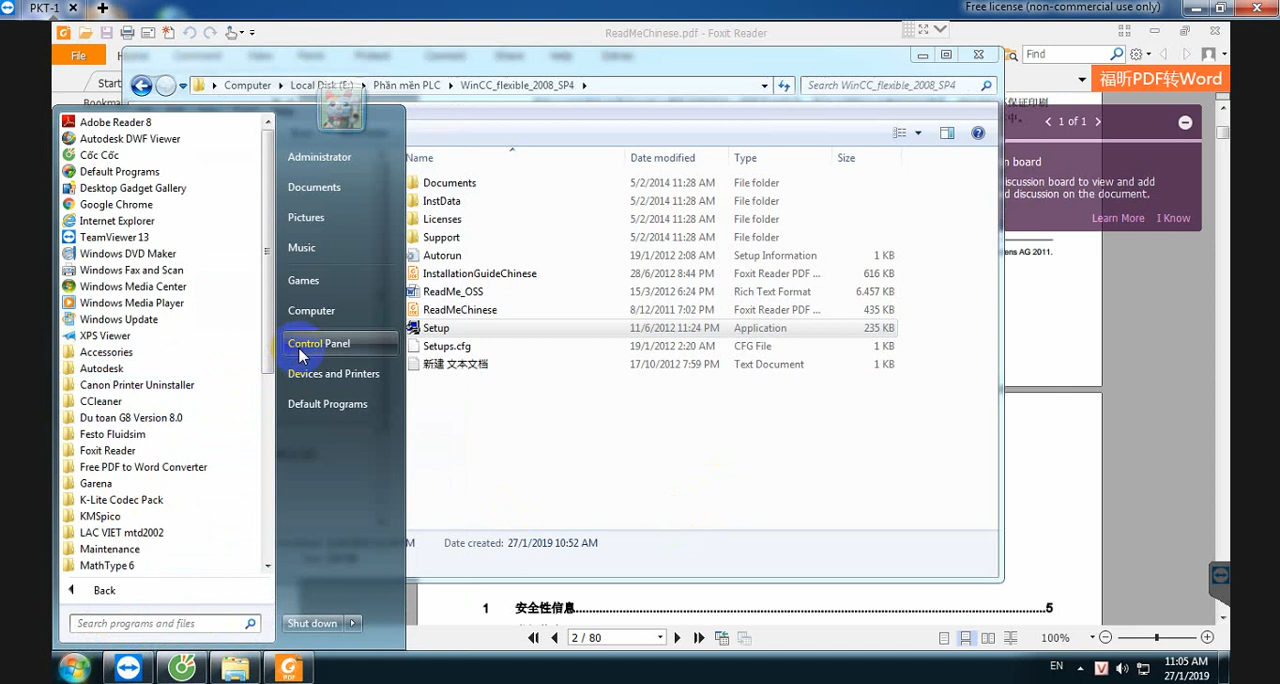 PKT-1
Free license (non-commercial use only)
ReadMeChinese.pdf - Foxit Reader
File
Find
Start
Computer
Local Disk (E:)
Phần mền PLC
WinCC_flexible_2008_SP4
Search WinCC_flexible_2008_SP4
福昕PDF转Word
1 of 1
n board
iscussion board to view and add
d discussion on the document.
Learn More
I Know
ens AG 2011.
Adobe Reader 8
Autodesk DWF Viewer
Cốc Cốc
Default Programs
Desktop Gadget Gallery
Google Chrome
Internet Explorer
TeamViewer 13
Windows DVD Maker
Windows Fax and Scan
Windows Media Center
Windows Media Player
Windows Update
XPS Viewer
Accessories
Autodesk
Canon Printer Uninstaller
CCleaner
Du toan G8 Version 8.0
Festo Fluidsim
Foxit Reader
Free PDF to Word Converter
Garena
K-Lite Codec Pack
KMSpico
LAC VIET mtd2002
Maintenance
MathType 6
Back
Search programs and files
Administrator
Documents
Pictures
Music
Games
Computer
Control Panel
Devices and Printers
Default Programs
Shut down
Name Date modified Type Size
Documents 5/2/2014 11:28 AM File folder
InstData 5/2/2014 11:28 AM File folder
Licenses 5/2/2014 11:28 AM File folder
Support 5/2/2014 11:28 AM File folder
Autorun 19/1/2012 2:08 AM Setup Information 1 KB
InstallationGuideChinese 28/6/2012 8:44 PM Foxit Reader PDF ... 616 KB
ReadMe_OSS 15/3/2012 6:24 PM Rich Text Format 6.457 KB
ReadMeChinese 8/12/2011 7:02 PM Foxit Reader PDF ... 435 KB
Setup 11/6/2012 11:24 PM Application 235 KB
Setups.cfg 19/1/2012 2:20 AM CFG File 1 KB
新建 文本文档 17/10/2012 7:59 PM Text Document 1 KB
Date created: 27/1/2019 10:52 AM
1 安全性信息 5
2 / 80
100%
EN
11:05 AM
27/1/2019